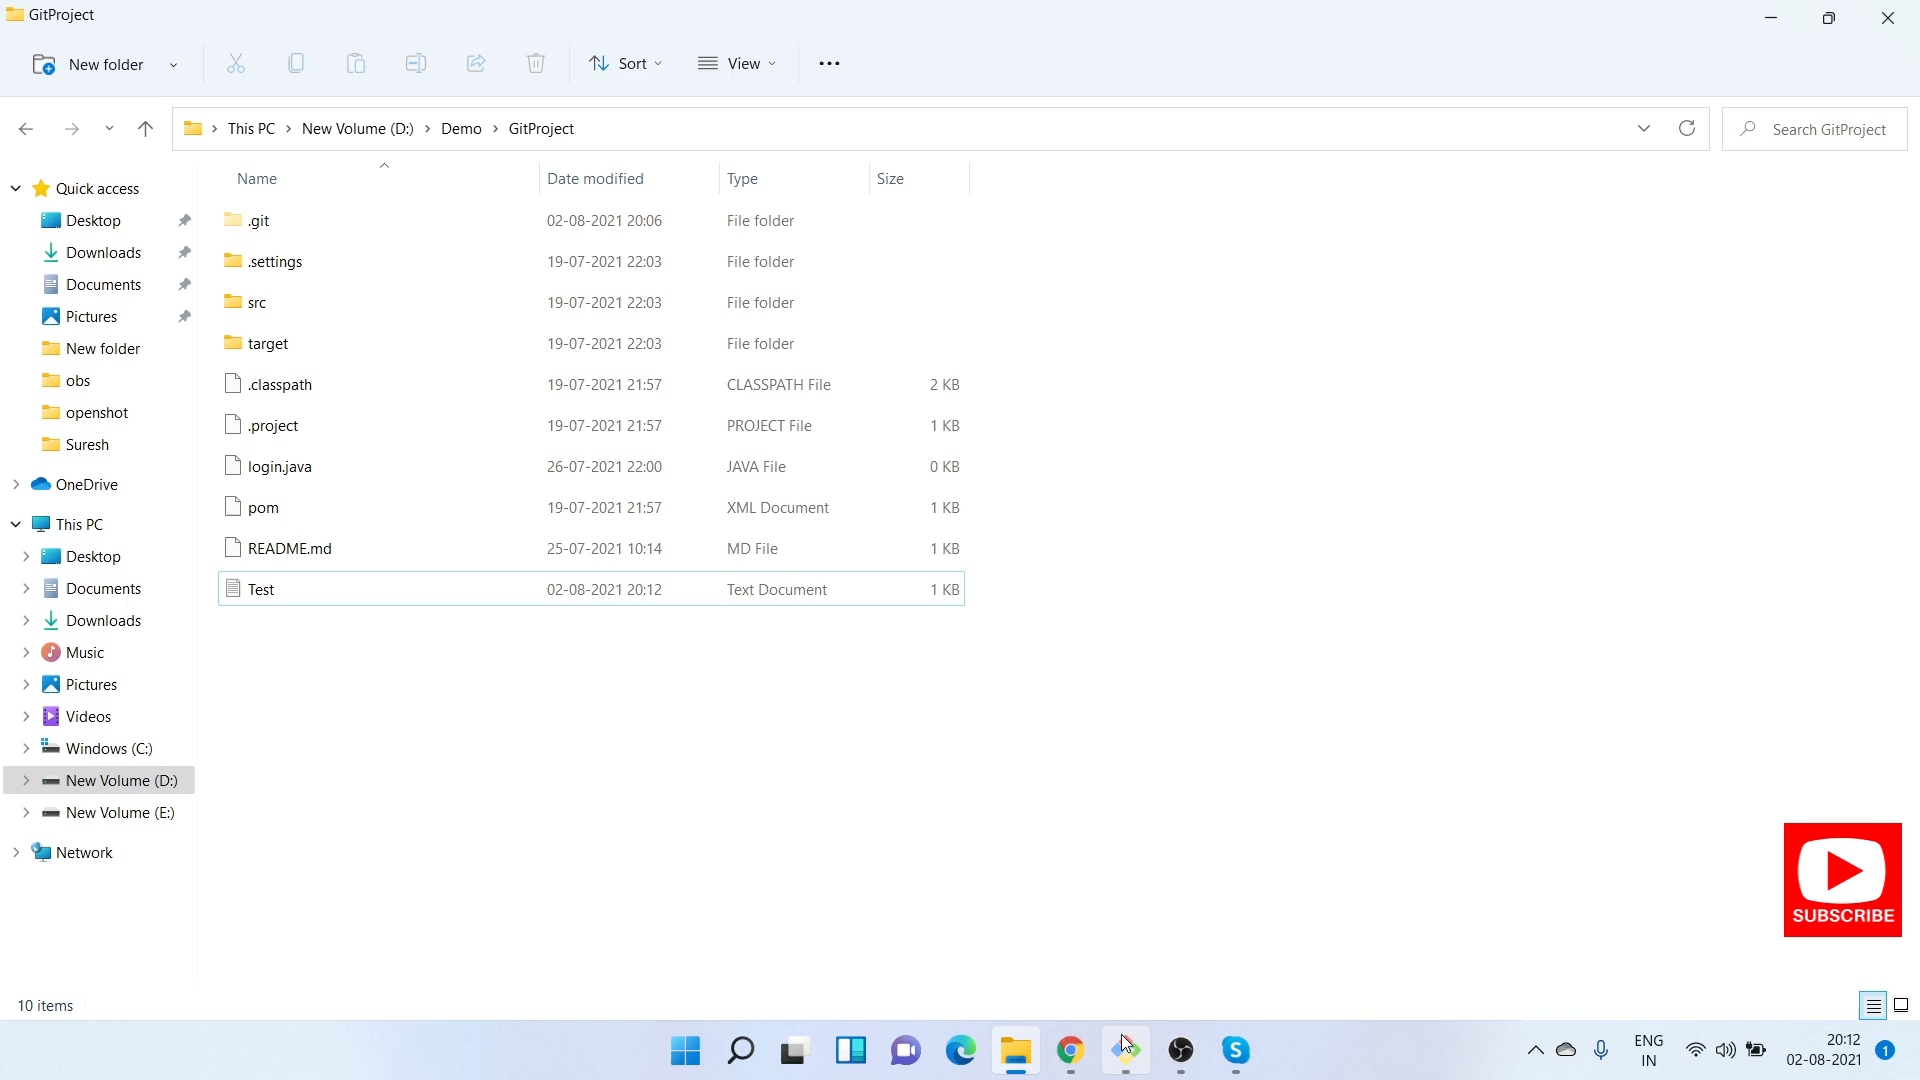 GitProject
New folder
Sort
View
This PC
New Volume (D:)
Demo
GitProject
Search GitProject
Name Date modified Type Size
.git 02-08-2021 20:06 File folder
.settings 19-07-2021 22:03 File folder
src 19-07-2021 22:03 File folder
target 19-07-2021 22:03 File folder
.classpath 19-07-2021 21:57 CLASSPATH File 2 KB
.project 19-07-2021 21:57 PROJECT File 1 KB
login.java 26-07-2021 22:00 JAVA File 0 KB
pom 19-07-2021 21:57 XML Document 1 KB
README.md 25-07-2021 10:14 MD File 1 KB
Test 02-08-2021 20:12 Text Document 1 KB
Quick access
Desktop
Downloads
Documents
Pictures
New folder
obs
openshot
Suresh
OneDrive
This PC
Desktop
Documents
Downloads
Music
Pictures
Videos
Windows (C:)
New Volume (D:)
New Volume (E:)
Network
SUBSCRIBE
10 items
S
ENG
IN
20:12
02-08-2021
1